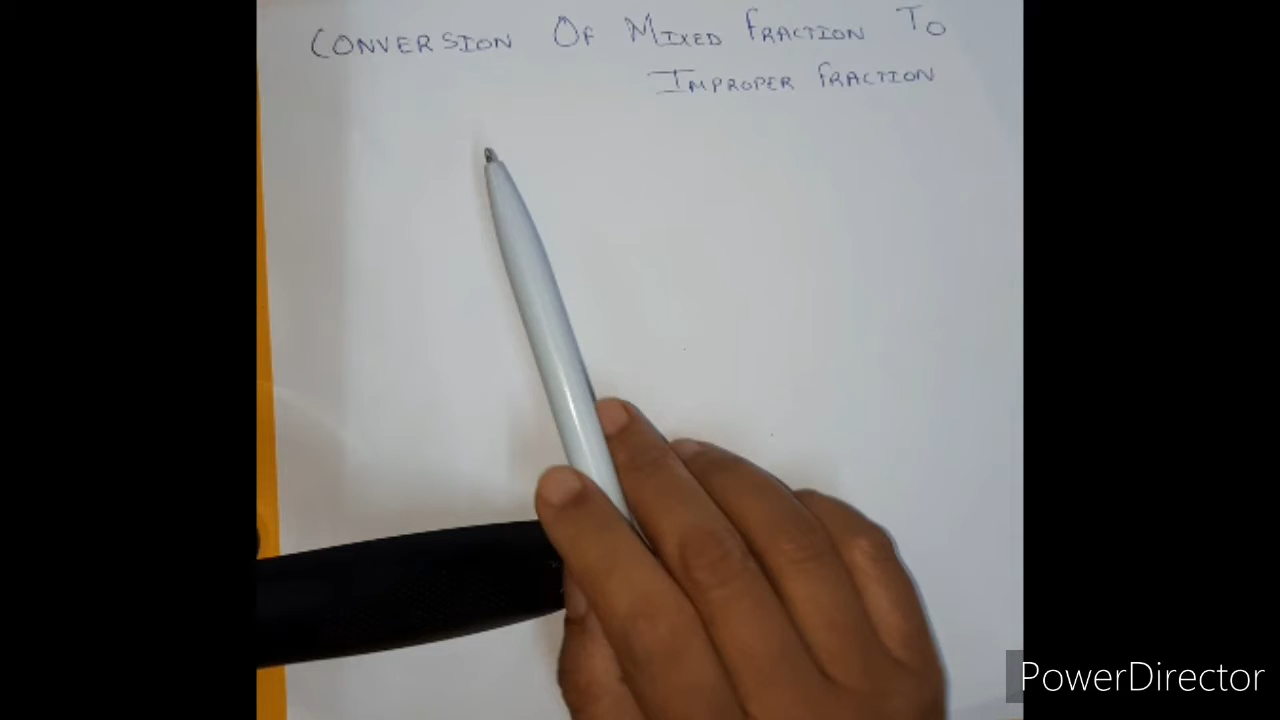 CONVERSION OF MIXED FRACTION TO
IMPROPER FRACTION
PowerDirector